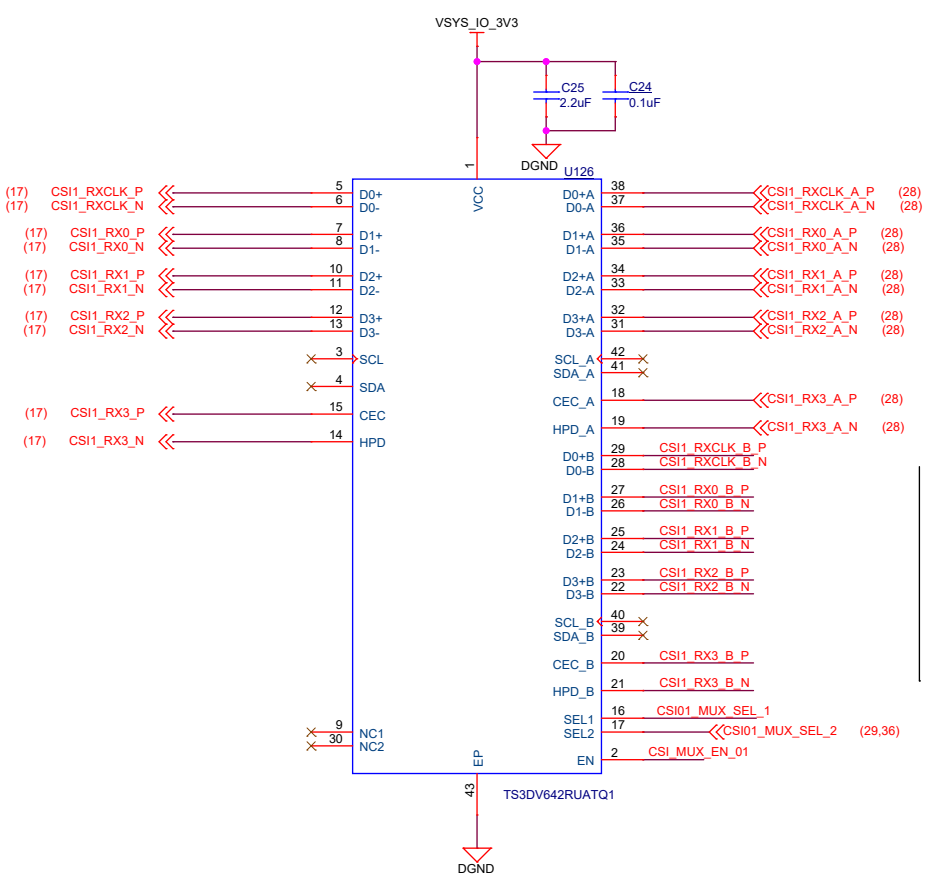 VSYS_IO_3V3
C25
2.2uF
C24
0.1uF
DGND
U126
1
VCC
(17) CSI1_RXCLK_P 5 D0+ D0+A 38 CSI1_RXCLK_A_P (28)
(17) CSI1_RXCLK_N 6 D0- D0-A 37 CSI1_RXCLK_A_N (28)
(17) CSI1_RX0_P 7 D1+ D1+A 36 CSI1_RX0_A_P (28)
(17) CSI1_RX0_N 8 D1- D1-A 35 CSI1_RX0_A_N (28)
(17) CSI1_RX1_P 10 D2+ D2+A 34 CSI1_RX1_A_P (28)
(17) CSI1_RX1_N 11 D2- D2-A 33 CSI1_RX1_A_N (28)
(17) CSI1_RX2_P 12 D3+ D3+A 32 CSI1_RX2_A_P (28)
(17) CSI1_RX2_N 13 D3- D3-A 31 CSI1_RX2_A_N (28)
3 SCL SCL_A 42
SDA_A 41
4 SDA
CEC_A 18 CSI1_RX3_A_P (28)
(17) CSI1_RX3_P 15 CEC
HPD_A 19 CSI1_RX3_A_N (28)
(17) CSI1_RX3_N 14 HPD
D0+B 29 CSI1_RXCLK_B_P
D0-B 28 CSI1_RXCLK_B_N
D1+B 27 CSI1_RX0_B_P
D1-B 26 CSI1_RX0_B_N
D2+B 25 CSI1_RX1_B_P
D2-B 24 CSI1_RX1_B_N
D3+B 23 CSI1_RX2_B_P
D3-B 22 CSI1_RX2_B_N
SCL_B 40
SDA_B 39
CEC_B 20 CSI1_RX3_B_P
HPD_B 21 CSI1_RX3_B_N
SEL1 16 CSI01_MUX_SEL_1
9 NC1 SEL2 17 CSI01_MUX_SEL_2 (29,36)
30 NC2
EN 2 CSI_MUX_EN_01
EP
43
TS3DV642RUATQ1
DGND